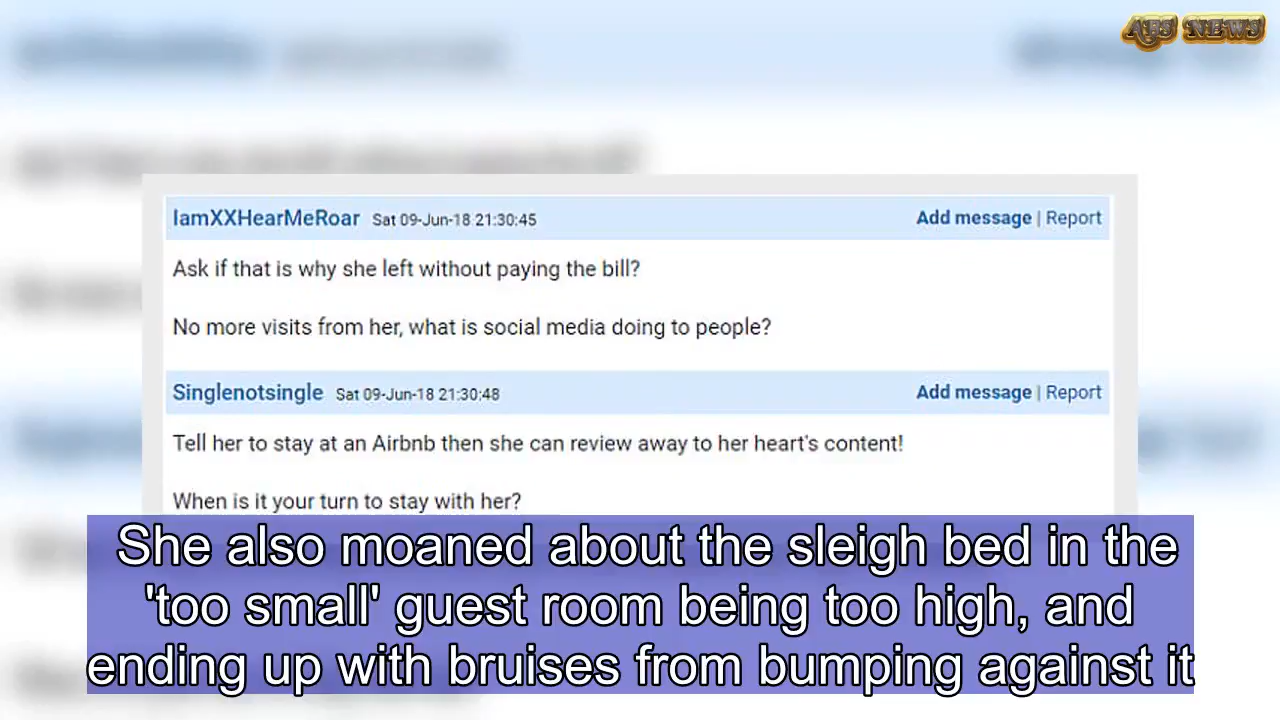 ABS NEWS
IamXXHearMeRoar Sat 09-Jun-18 21:30:45 Add message | Report
Ask if that is why she left without paying the bill?
No more visits from her, what is social media doing to people?
Singlenotsingle Sat 09-Jun-18 21:30:48 Add message | Report
Tell her to stay at an Airbnb then she can review away to her heart's content!
When is it your turn to stay with her?
She also moaned about the sleigh bed in the
'too small' guest room being too high, and
ending up with bruises from bumping against it